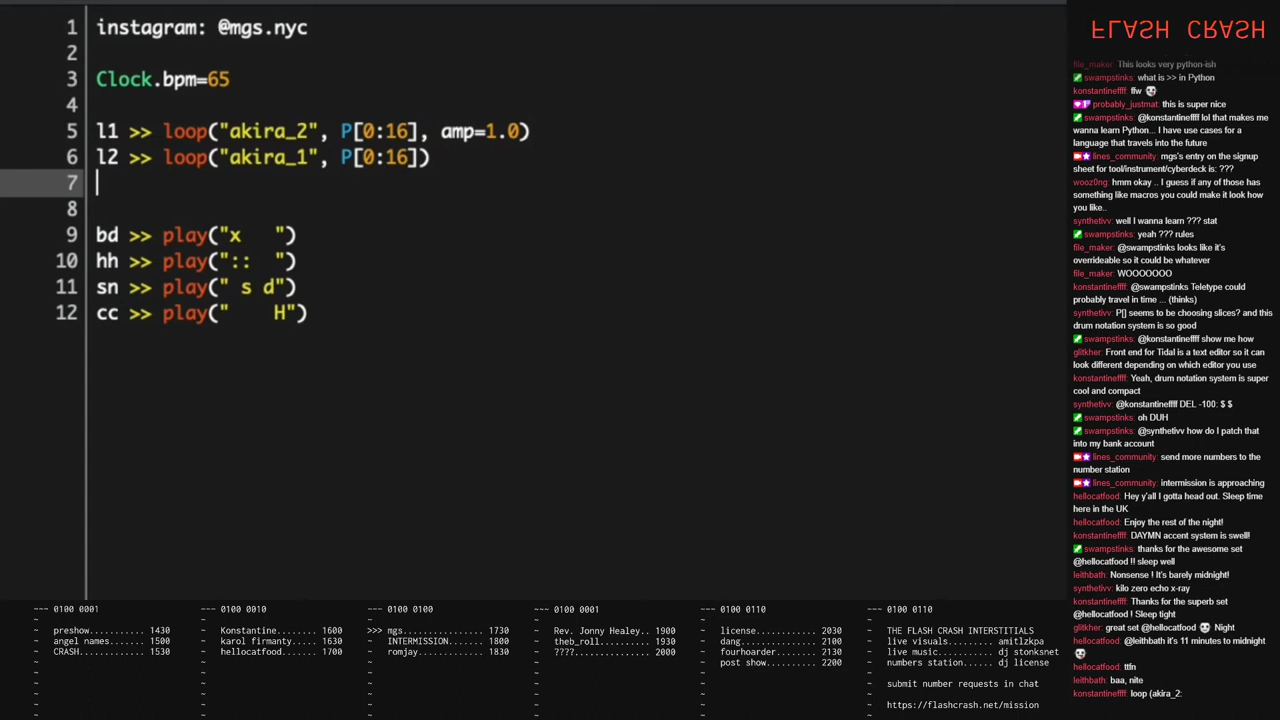 1 instagram: @mgs.nyc
2
3 Clock.bpm=65
4
5 l1 >> loop("akira_2", P[0:16], amp=1.0)
6 l2 >> loop("akira_1", P[0:16])
7
8
9 bd >> play("x   ")
10 hh >> play("::  ")
11 sn >> play(" s d")
12 cc >> play("    H")
FLASH CRASH
file_maker: This looks very python-ish
swampstinks: what is >> in Python
konstantineffff: ffw
probably_justmat: this is super nice
swampstinks: @konstantineffff lol that makes me
wanna learn Python... I have use cases for
a language that travels into the future
lines_community: mgs's entry on the signup
sheet for tool/instrument/cyberdeck is: ???
wooz0ng: hmm okay .. I guess if any of those has
something like macros you could make it look how
you like..
synthetivv: well I wanna learn ??? stat
swampstinks: yeah ??? rules
file_maker: @swampstinks looks like it's
overrideable so it could be whatever
file_maker: WOOOOOOO
konstantineffff: @swampstinks Teletype could
probably travel in time ... (thinks)
synthetivv: P[] seems to be choosing slices? and this
drum notation system is so good
swampstinks: @konstantineffff show me how
glitkher: Front end for Tidal is a text editor so it can
look different depending on which editor you use
konstantineffff: Yeah, drum notation system is super
cool and compact
synthetivv: @konstantineffff DEL -100: $ $
swampstinks: oh DUH
swampstinks: @synthetivv how do I patch that
into my bank account
lines_community: send more numbers to the
number station
lines_community: intermission is approaching
hellocatfood: Hey y'all I gotta head out. Sleep time
here in the UK
hellocatfood: Enjoy the rest of the night!
konstantineffff: DAYMN accent system is swell!
swampstinks: thanks for the awesome set
@hellocatfood !! sleep well
leithbath: Nonsense ! It's barely midnight!
synthetivv: kilo zero echo x-ray
konstantineffff: Thanks for the superb set
@hellocatfood ! Sleep tight
glitkher: great set @hellocatfood Night
hellocatfood: @leithbath it's 11 minutes to midnight
hellocatfood: ttfn
leithbath: baa, nite
konstantineffff: loop (akira_2:
~~~ 0100 0001
~
~ preshow........... 1430
~ angel names....... 1500
~ CRASH............. 1530
~
~
~
~
~
~~~ 0100 0010
~
~ Konstantine....... 1600
~ karol firmanty.... 1630
~ hellocatfood...... 1700
~
~
~
~
~
~~~ 0100 0100
~
>>> mgs............... 1730
~ INTERMISSION...... 1800
~ romjay............ 1830
~
~
~
~
~
~~~ 0100 0001
~
~ Rev. Jonny Healey.. 1900
~ theb_roll.......... 1930
~ ????............... 2000
~
~
~
~
~
~~~ 0100 0110
~
~ license........... 2030
~ dang.............. 2100
~ fourhoarder....... 2130
~ post show......... 2200
~
~
~
~
~~~ 0100 0110
~
~ THE FLASH CRASH INTERSTITIALS
~ live visuals......... amitlzkpa
~ live music........ dj stonksnet
~ numbers station..... dj license
~
~ submit number requests in chat
~
~ https://flashcrash.net/mission